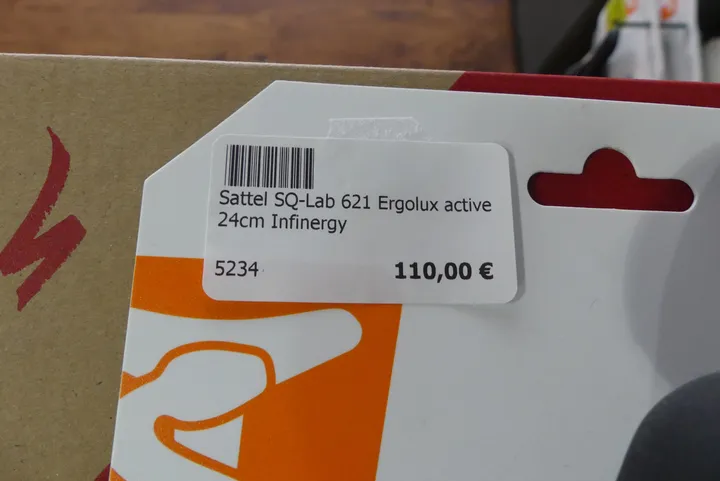 Sattel SQ-Lab 621 Ergolux active
24cm Infinergy
5234
110,00 €